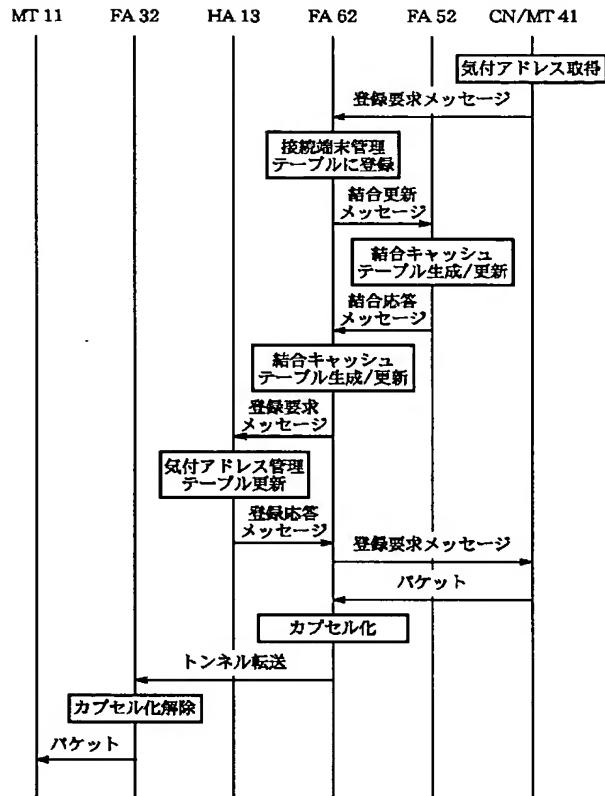 MT 11 FA 32 HA 13 FA 62 FA 52 CN/MT 41
気付アドレス取得
登録要求メッセージ
接続端末管理
テーブルに登録
結合更新
メッセージ
結合キャッシュ
テーブル生成/更新
結合応答
メッセージ
結合キャッシュ
テーブル生成/更新
登録要求
メッセージ
気付アドレス管理
テーブル更新
登録応答
メッセージ
登録要求メッセージ
パケット
カプセル化
トンネル転送
カプセル化解除
パケット